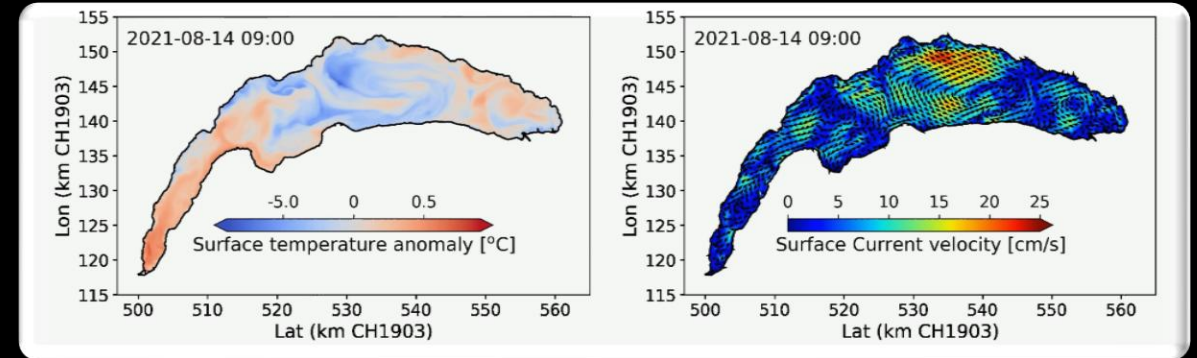 2021-08-14 09:00
155
150
145
140
135
130
125
120
115
Lon (km CH1903)
-5.0 0 0.5
Surface temperature anomaly [°C]
500 510 520 530 540 550 560
Lat (km CH1903)
2021-08-14 09:00
155
150
145
140
135
130
125
120
115
Lon (km CH1903)
0 5 10 15 20 25
Surface Current velocity [cm/s]
500 510 520 530 540 550 560
Lat (km CH1903)